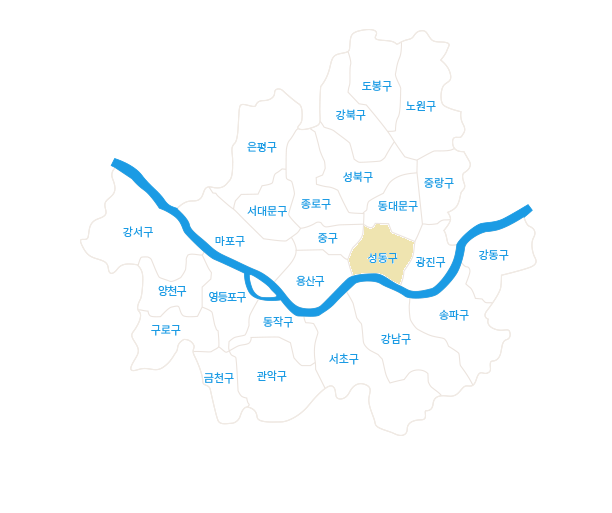 도봉구
노원구
강북구
은평구
성북구
중랑구
종로구
동대문구
서대문구
강서구
중구
마포구
강동구
성동구
광진구
용산구
양천구
영등포구
송파구
동작구
구로구
강남구
서초구
관악구
금천구